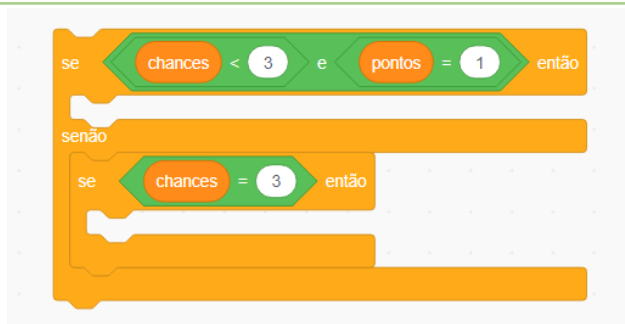 se chances < 3 e pontos = 1 então
senão
se chances = 3 então